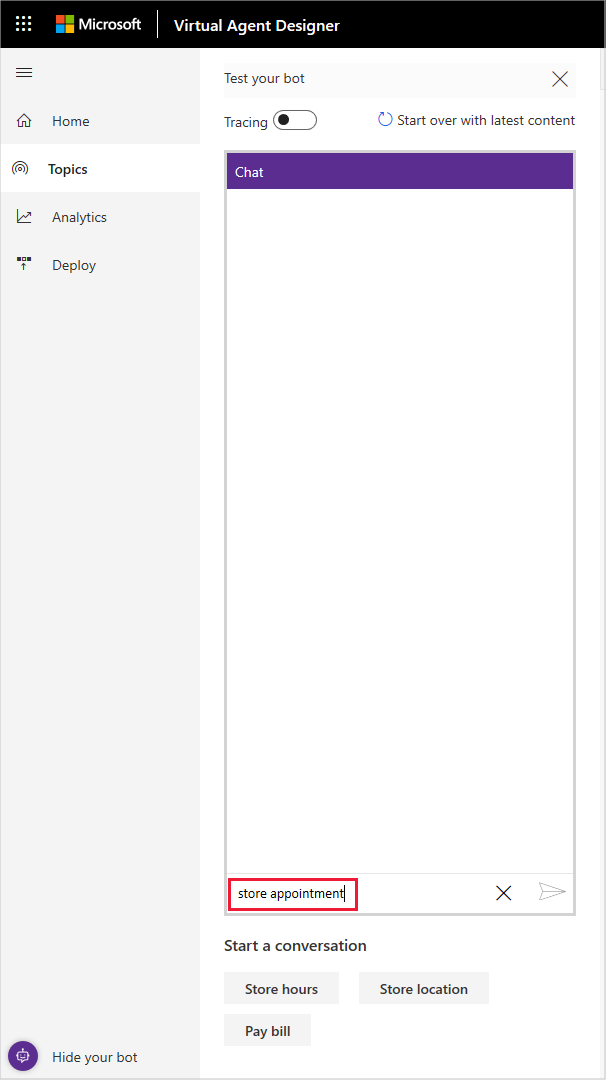 Microsoft Virtual Agent Designer
Test your bot
Tracing Start over with latest content
Home
Topics
Analytics
Deploy
Chat
store appointment
Start a conversation
Store hours Store location
Pay bill
Hide your bot